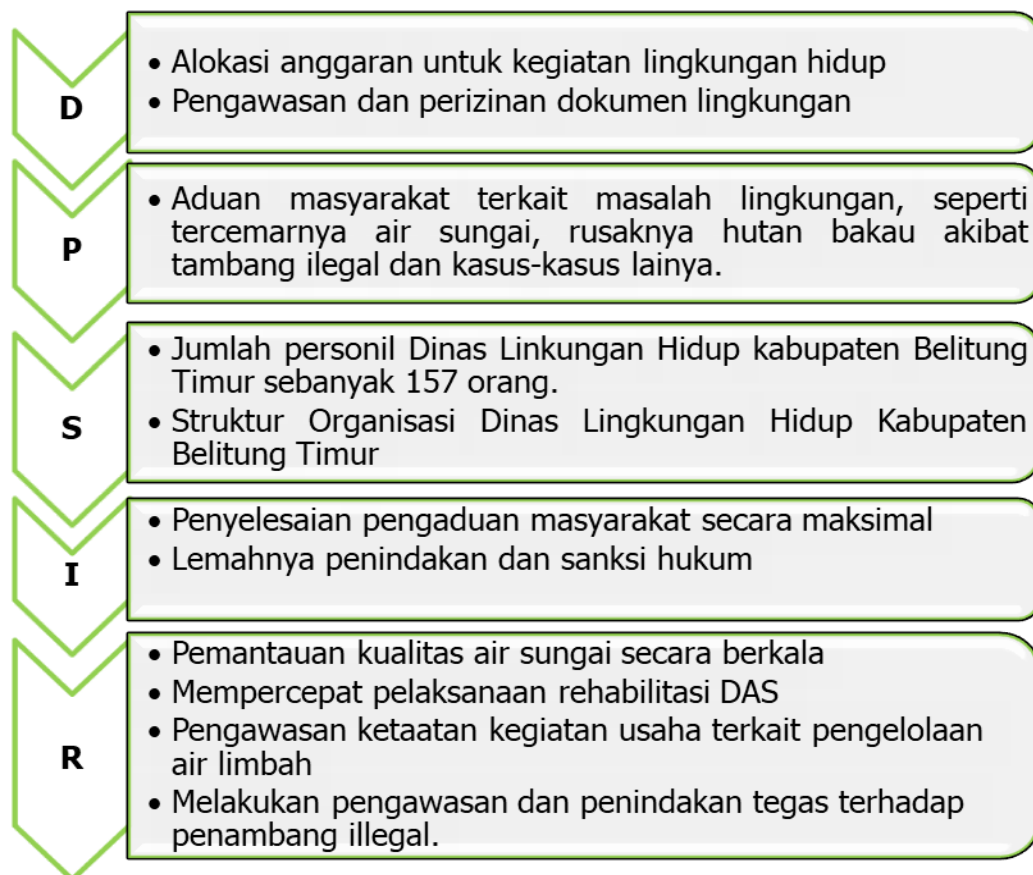 D
• Alokasi anggaran untuk kegiatan lingkungan hidup
• Pengawasan dan perizinan dokumen lingkungan
P
• Aduan masyarakat terkait masalah lingkungan, seperti
tercemarnya air sungai, rusaknya hutan bakau akibat
tambang ilegal dan kasus-kasus lainya.
S
• Jumlah personil Dinas Linkungan Hidup kabupaten Belitung
Timur sebanyak 157 orang.
• Struktur Organisasi Dinas Lingkungan Hidup Kabupaten
Belitung Timur
I
• Penyelesaian pengaduan masyarakat secara maksimal
• Lemahnya penindakan dan sanksi hukum
R
• Pemantauan kualitas air sungai secara berkala
• Mempercepat pelaksanaan rehabilitasi DAS
• Pengawasan ketaatan kegiatan usaha terkait pengelolaan
air limbah
• Melakukan pengawasan dan penindakan tegas terhadap
penambang illegal.